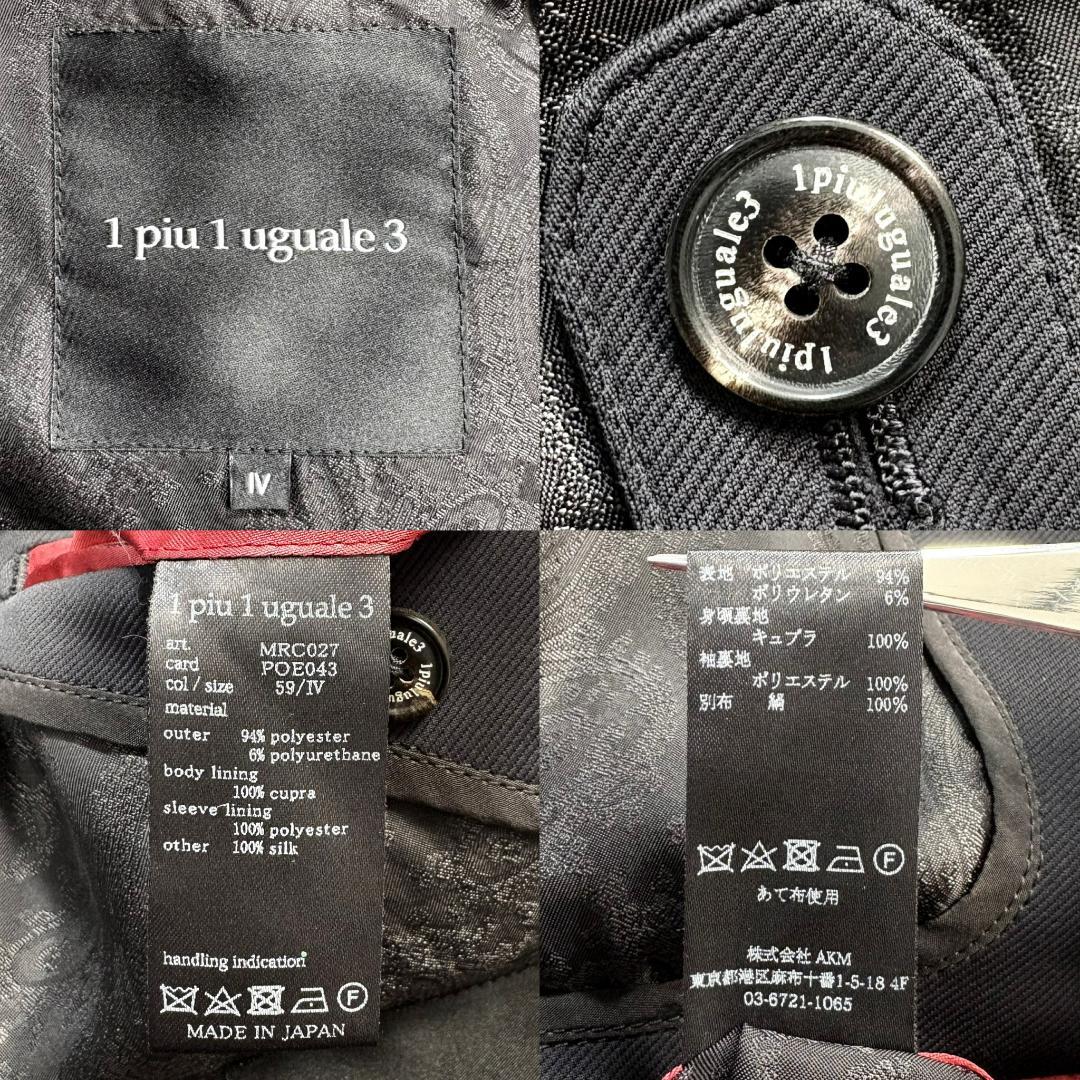 1 piu 1 uguale 3
IV
1piu1uguale3
1piu1uguale3
1 piu 1 uguale 3
art. MRC027
card POE043
col / size 59/IV
material
outer 94% polyester
6% polyurethane
body lining
100% cupra
sleeve lining
100% polyester
other 100% silk
handling indication
F
MADE IN JAPAN
uale3 1piu1ugu
表地 ポリエステル 94%
ポリウレタン 6%
身頃裏地
キュプラ 100%
袖裏地
ポリエステル 100%
別布 絹 100%
F
あて布使用
株式会社 AKM
東京都港区麻布十番1-5-18 4F
03-6721-1065